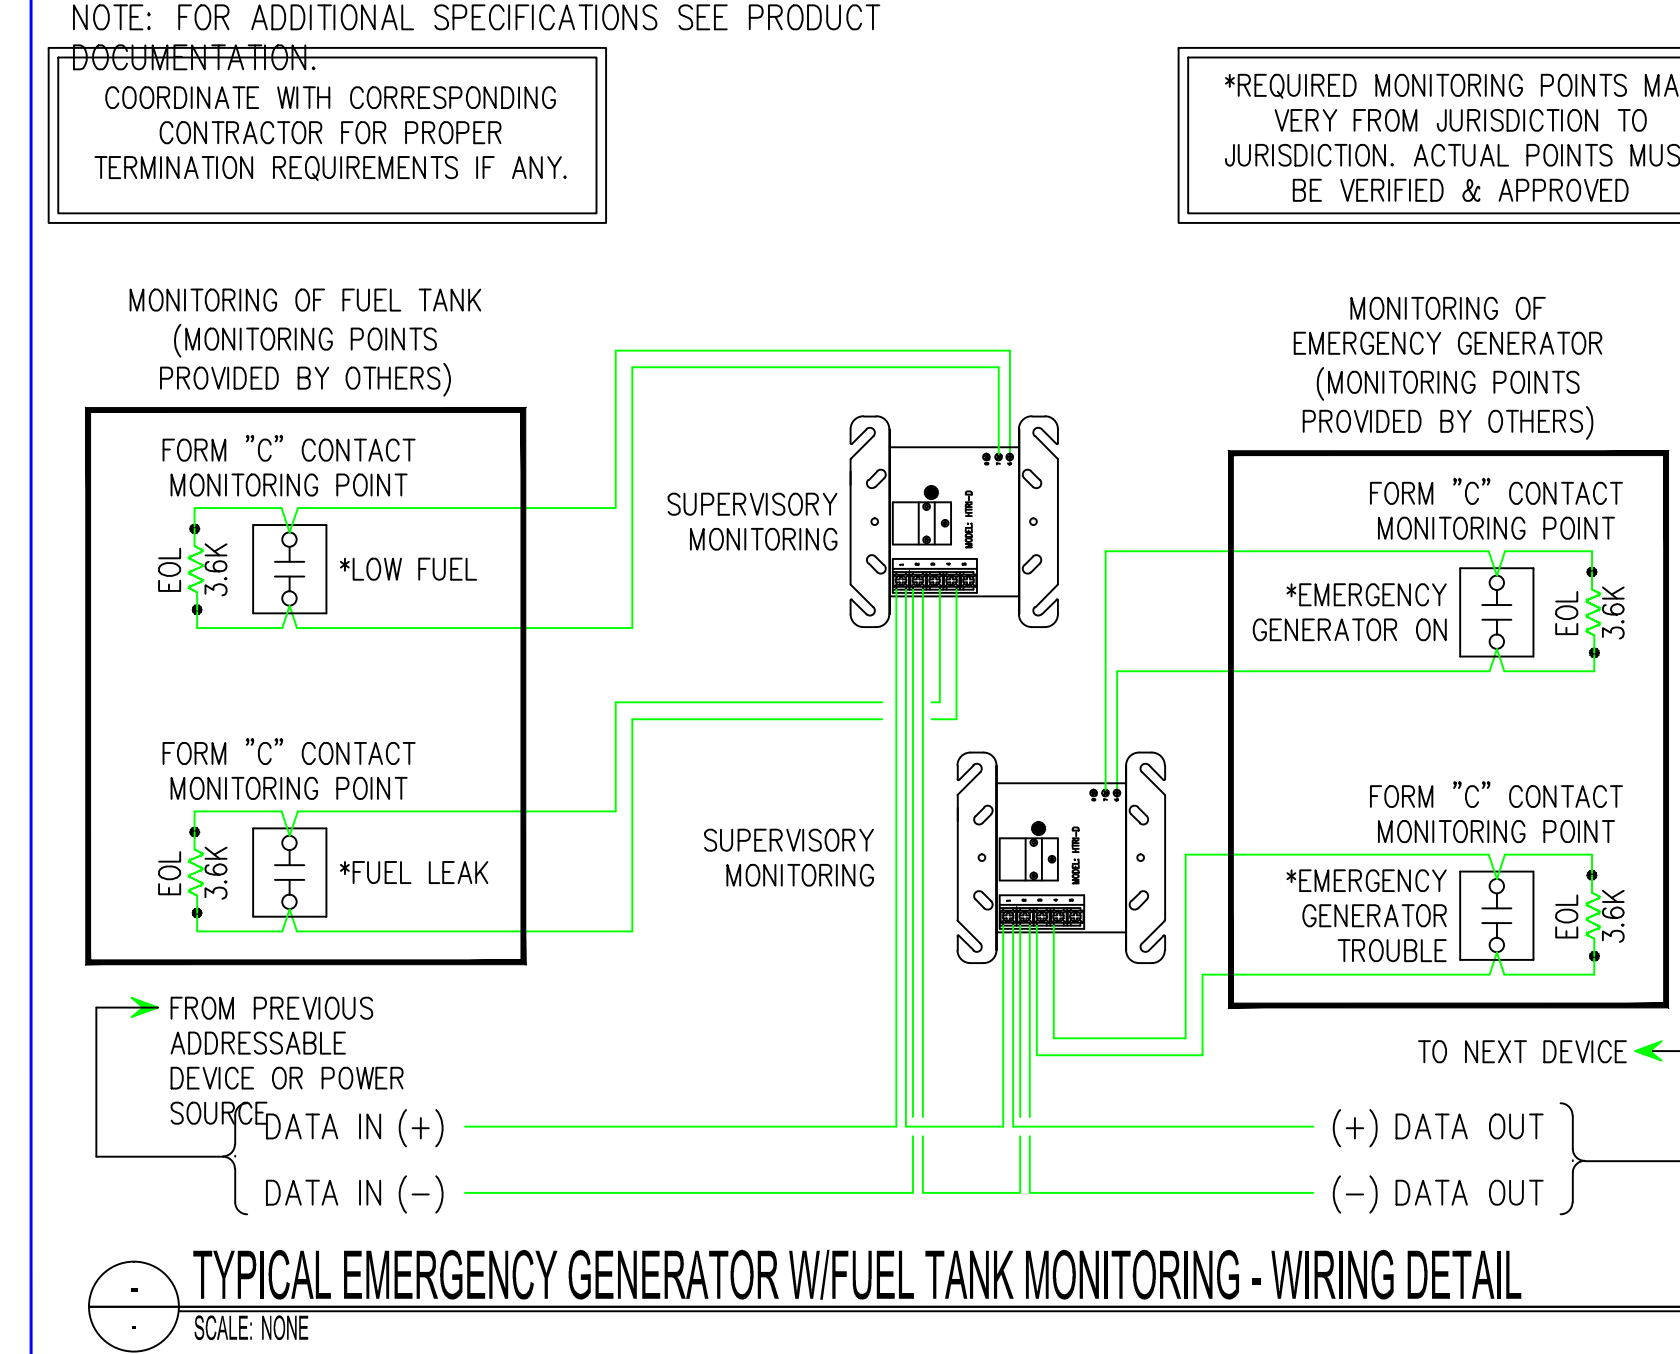 NOTE: FOR ADDITIONAL SPECIFICATIONS SEE PRODUCT
DOCUMENTATION.
COORDINATE WITH CORRESPONDING
CONTRACTOR FOR PROPER
TERMINATION REQUIREMENTS IF ANY.
*REQUIRED MONITORING POINTS MA
VERY FROM JURISDICTION TO
JURISDICTION. ACTUAL POINTS MUS
BE VERIFIED & APPROVED
MONITORING OF FUEL TANK
(MONITORING POINTS
PROVIDED BY OTHERS)
FORM "C" CONTACT
MONITORING POINT
EOL
3.6K
*LOW FUEL
FORM "C" CONTACT
MONITORING POINT
EOL
3.6K
*FUEL LEAK
SUPERVISORY
MONITORING
MODEL: HTRI-D
SUPERVISORY
MONITORING
MODEL: HTRI-D
MONITORING OF
EMERGENCY GENERATOR
(MONITORING POINTS
PROVIDED BY OTHERS)
FORM "C" CONTACT
MONITORING POINT
*EMERGENCY
GENERATOR ON
EOL
3.6K
FORM "C" CONTACT
MONITORING POINT
*EMERGENCY
GENERATOR
TROUBLE
EOL
3.6K
FROM PREVIOUS
ADDRESSABLE
DEVICE OR POWER
SOURCE
DATA IN (+)
DATA IN (-)
TO NEXT DEVICE
(+) DATA OUT
(-) DATA OUT
-
-
TYPICAL EMERGENCY GENERATOR W/FUEL TANK MONITORING - WIRING DETAIL
SCALE: NONE